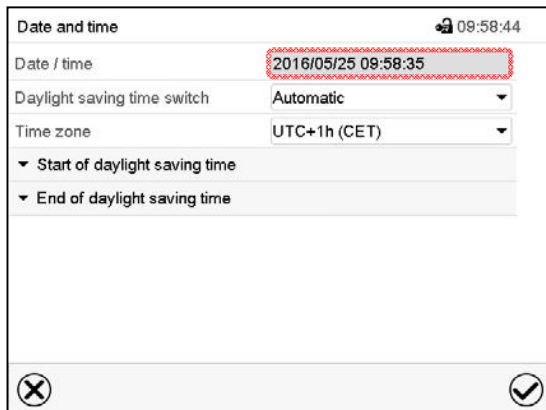 Date and time 09:58:44
Date / time 2016/05/25 09:58:35
Daylight saving time switch Automatic
Time zone UTC+1h (CET)
Start of daylight saving time
End of daylight saving time